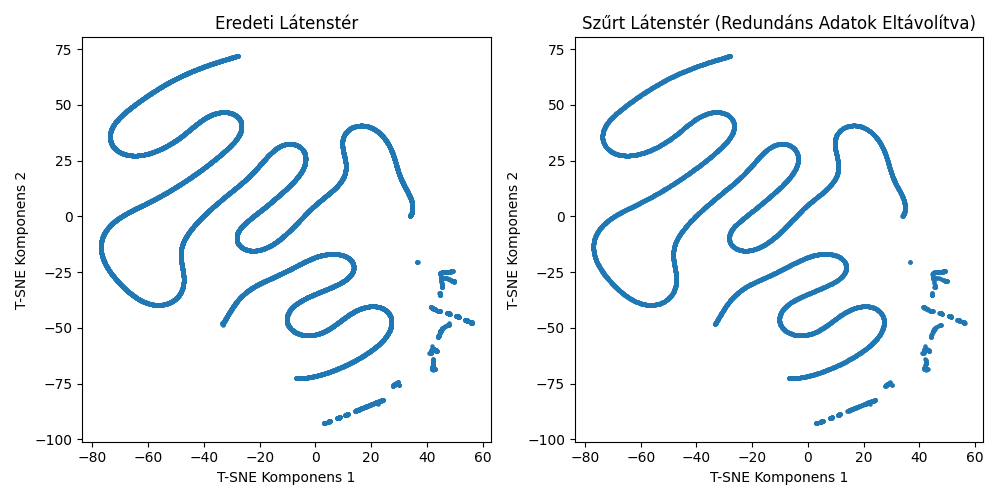 Eredeti Látenstér
75
50
25
0
−25
−50
−75
−100
T-SNE Komponens 2
−80 −60 −40 −20 0 20 40 60
T-SNE Komponens 1
Szűrt Látenstér (Redundáns Adatok Eltávolítva)
75
50
25
0
−25
−50
−75
−100
T-SNE Komponens 2
−80 −60 −40 −20 0 20 40 60
T-SNE Komponens 1